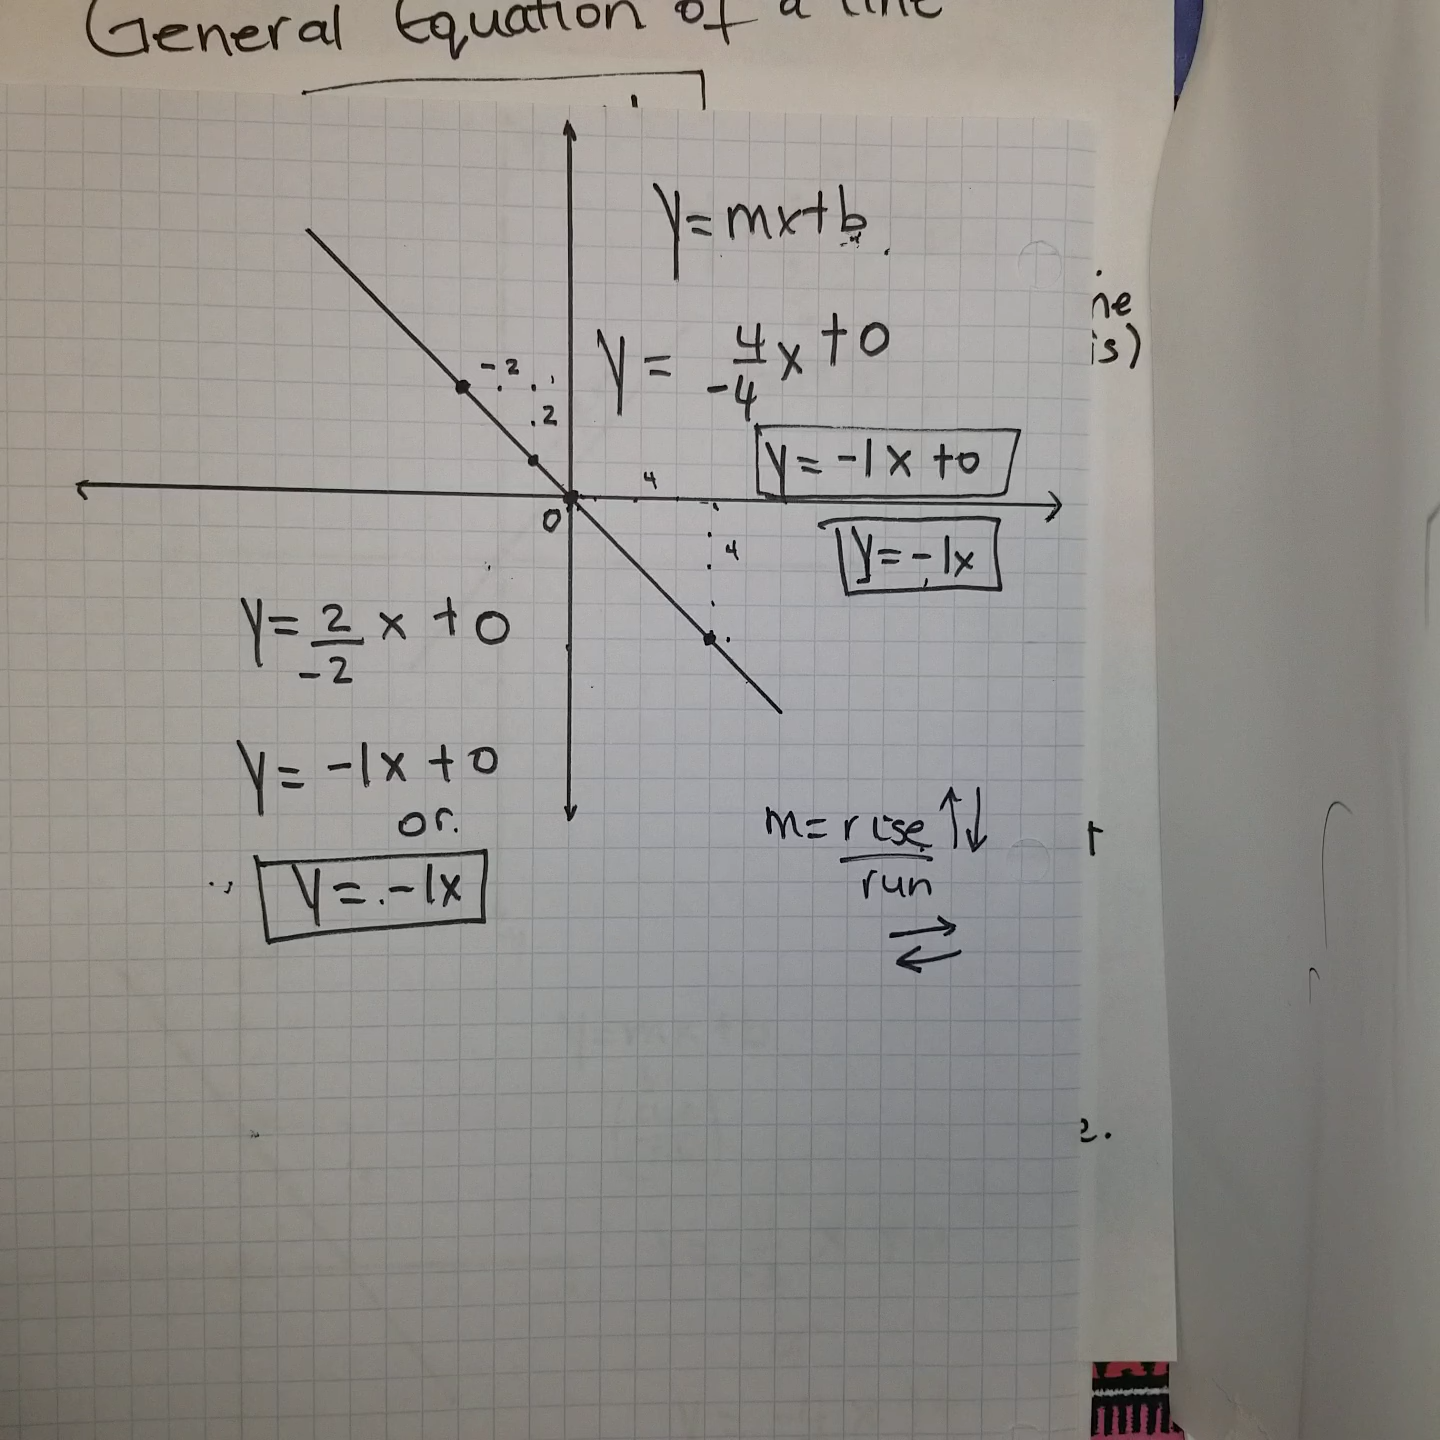 General Equation of a line
y = mx + b
y = 4/-4 x + 0
-2
2
y = -1x + 0
4
0
4
y = -1x
y = 2/-2 x + 0
y = -1x + 0
or
y = -1x
m = rise/run ↑↓
→
←
ne
is)